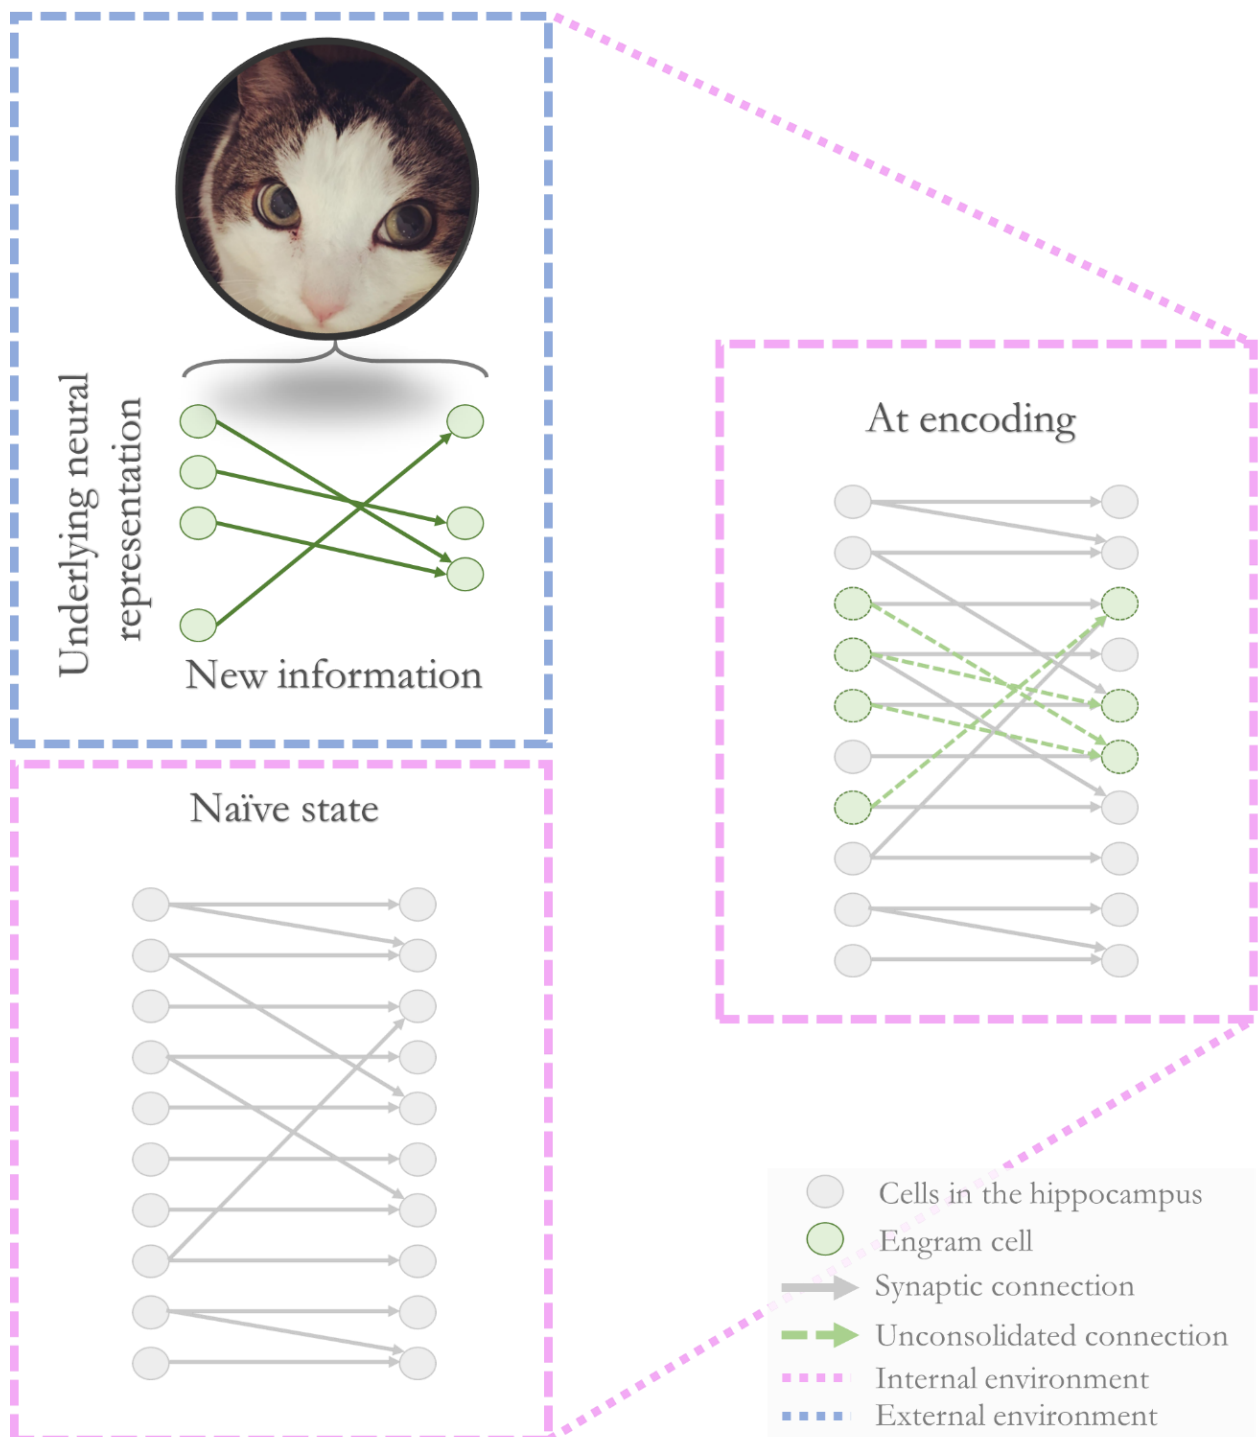 Underlying neural
representation
New information
Naïve state
At encoding
Cells in the hippocampus
Engram cell
Synaptic connection
Unconsolidated connection
Internal environment
External environment